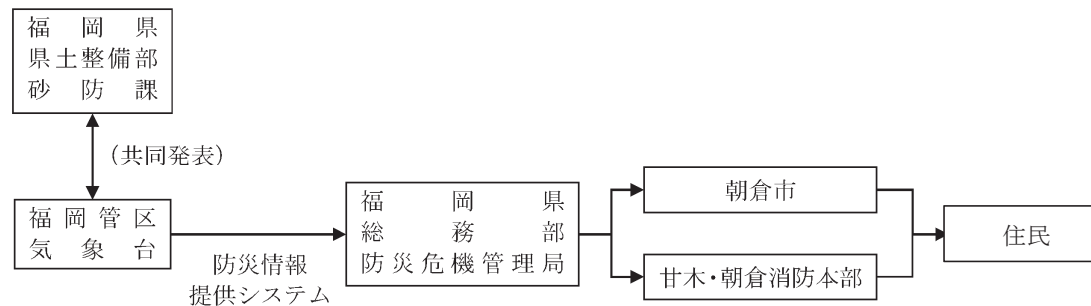 福岡県
県土整備部
砂防課
（共同発表）
福岡管区
気象台
防災情報
提供システム
福岡県
総務部
防災危機管理局
朝倉市
甘木・朝倉消防本部
住民